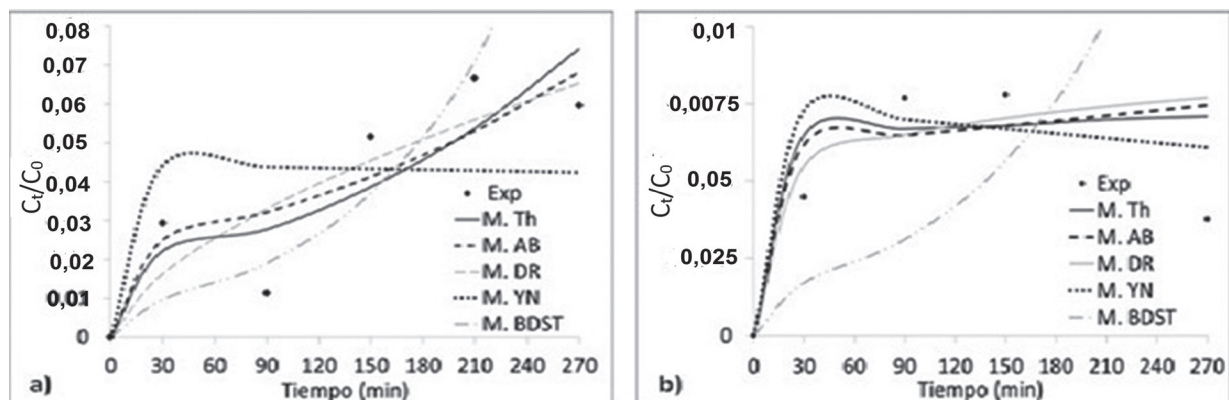 0,08
0,07
0,06
0,05
0,04
0,03
0,02
0,01
0
Ct/C0
0 30 60 90 120 150 180 210 240 270
Tiempo (min)
a)
Exp
M. Th
M. AB
M. DR
M. YN
M. BDST
0,01
0,0075
0,05
0,025
0
Ct/C0
0 30 60 90 120 150 180 210 240 270
Tiempo (min)
b)
Exp
M. Th
M. AB
M. DR
M. YN
M. BDST